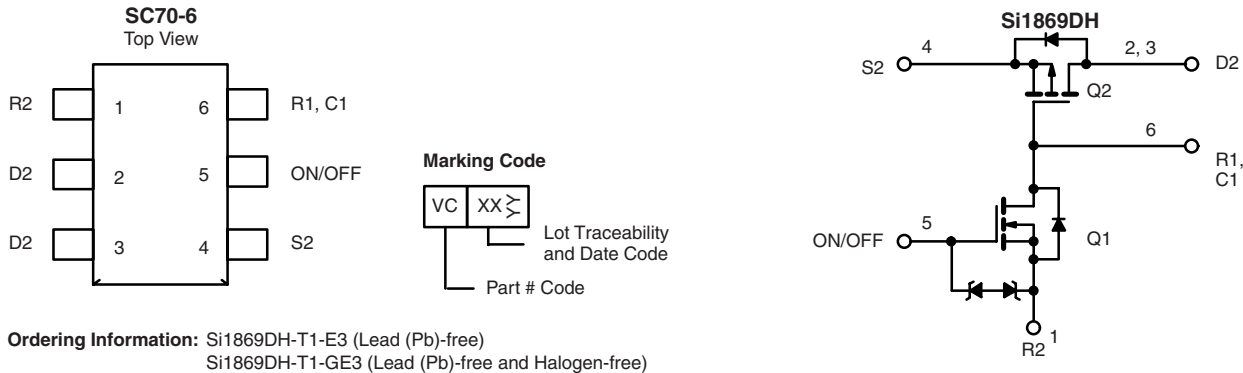 SC70-6
Top View
R2
1
6
R1, C1
D2
2
5
ON/OFF
D2
3
4
S2
Marking Code
VC
XX
YY
Lot Traceability
and Date Code
Part # Code
Ordering Information: Si1869DH-T1-E3 (Lead (Pb)-free)
Si1869DH-T1-GE3 (Lead (Pb)-free and Halogen-free)
Si1869DH
S2
4
2, 3
D2
Q2
6
R1,
C1
ON/OFF
5
Q1
R2
1